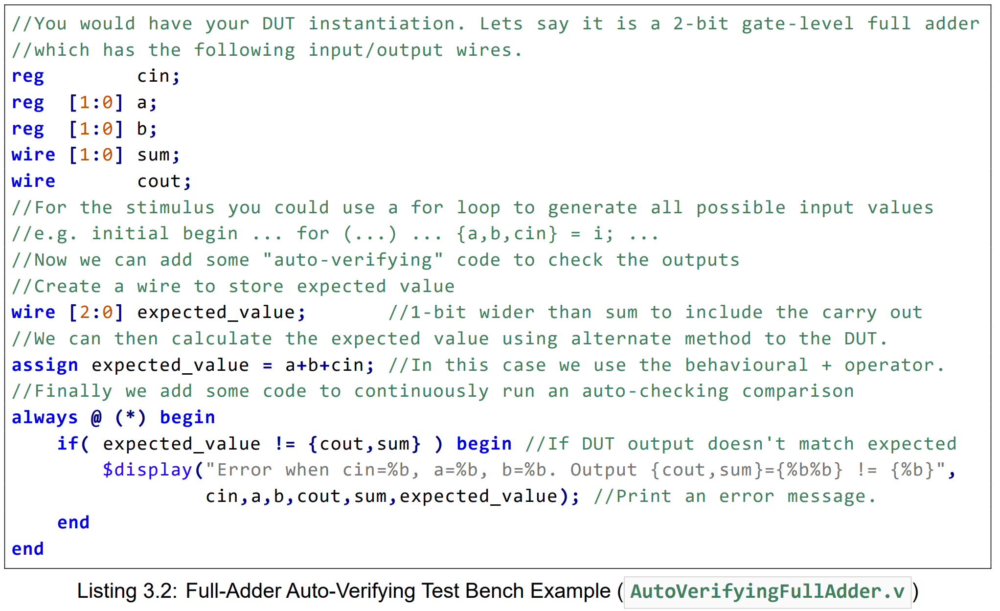 //You would have your DUT instantiation. Lets say it is a 2-bit gate-level full adder
//which has the following input/output wires.
reg        cin;
reg  [1:0] a;
reg  [1:0] b;
wire [1:0] sum;
wire       cout;
//For the stimulus you could use a for loop to generate all possible input values
//e.g. initial begin ... for (...) ... {a,b,cin} = i; ...
//Now we can add some "auto-verifying" code to check the outputs
//Create a wire to store expected value
wire [2:0] expected_value;       //1-bit wider than sum to include the carry out
//We can then calculate the expected value using alternate method to the DUT.
assign expected_value = a+b+cin; //In this case we use the behavioural + operator.
//Finally we add some code to continuously run an auto-checking comparison
always @ (*) begin
    if( expected_value != {cout,sum} ) begin //If DUT output doesn't match expected
        $display("Error when cin=%b, a=%b, b=%b. Output {cout,sum}={%b%b} != {%b}",
                 cin,a,b,cout,sum,expected_value); //Print an error message.
    end
end
Listing 3.2: Full-Adder Auto-Verifying Test Bench Example (AutoVerifyingFullAdder.v)